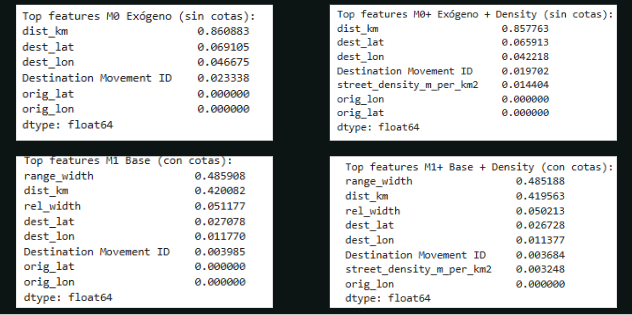 Top features M0 Exógeno (sin cotas):
dist_km 0.860883
dest_lat 0.069105
dest_lon 0.046675
Destination Movement ID 0.023338
orig_lat 0.000000
orig_lon 0.000000
dtype: float64
Top features M0+ Exógeno + Density (sin cotas):
dist_km 0.857763
dest_lat 0.065913
dest_lon 0.042218
Destination Movement ID 0.019702
street_density_m_per_km2 0.014404
orig_lon 0.000000
orig_lat 0.000000
dtype: float64
Top features M1 Base (con cotas):
range_width 0.485908
dist_km 0.420082
rel_width 0.051177
dest_lat 0.027078
dest_lon 0.011770
Destination Movement ID 0.003985
orig_lat 0.000000
orig_lon 0.000000
dtype: float64
Top features M1+ Base + Density (con cotas):
range_width 0.485188
dist_km 0.419563
rel_width 0.050213
dest_lat 0.026728
dest_lon 0.011377
Destination Movement ID 0.003684
street_density_m_per_km2 0.003248
orig_lon 0.000000
dtype: float64